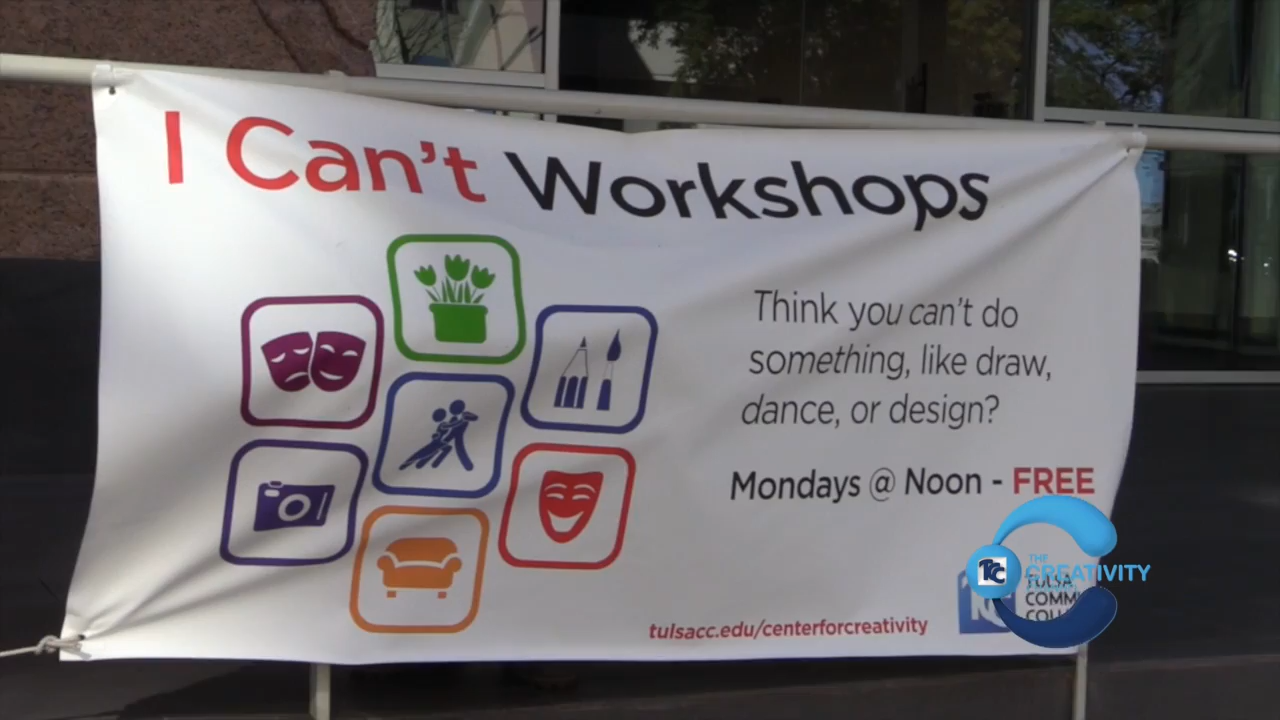 I Can't Workshops
Think you can't do
something, like draw,
dance, or design?
Mondays @ Noon - FREE
tulsacc.edu/centerforcreativity
TC
THE
CREATIVITY
TULSA